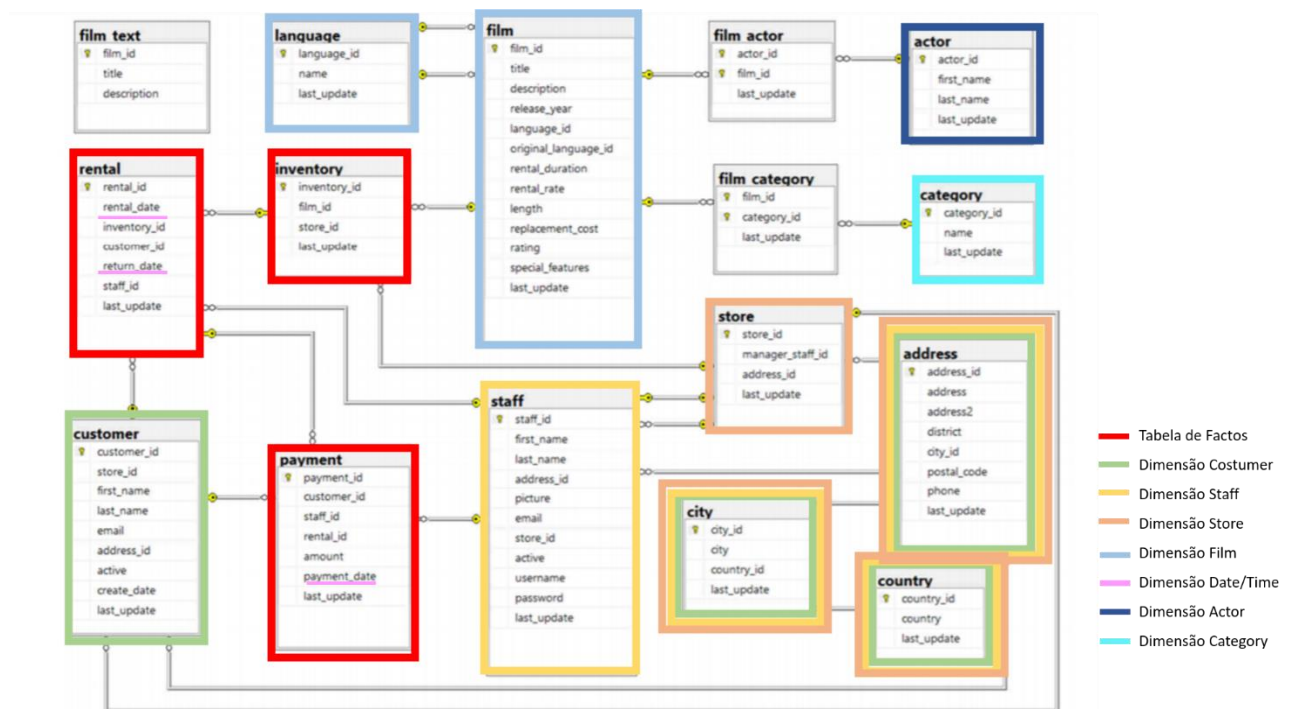 film_text
film_id
title
description
language
language_id
name
last_update
film
film_id
title
description
release_year
language_id
original_language_id
rental_duration
rental_rate
length
replacement_cost
rating
special_features
last_update
film_actor
actor_id
film_id
last_update
actor
actor_id
first_name
last_name
last_update
rental
rental_id
rental_date
inventory_id
customer_id
return_date
staff_id
last_update
inventory
inventory_id
film_id
store_id
last_update
film_category
film_id
category_id
last_update
category
category_id
name
last_update
store
store_id
manager_staff_id
address_id
last_update
address
address_id
address
address2
district
city_id
postal_code
phone
last_update
customer
customer_id
store_id
first_name
last_name
email
address_id
active
create_date
last_update
payment
payment_id
customer_id
staff_id
rental_id
amount
payment_date
last_update
staff
staff_id
first_name
last_name
address_id
picture
email
store_id
active
username
password
last_update
city
city_id
city
country_id
last_update
country
country_id
country
last_update
Tabela de Factos
Dimensão Costumer
Dimensão Staff
Dimensão Store
Dimensão Film
Dimensão Date/Time
Dimensão Actor
Dimensão Category